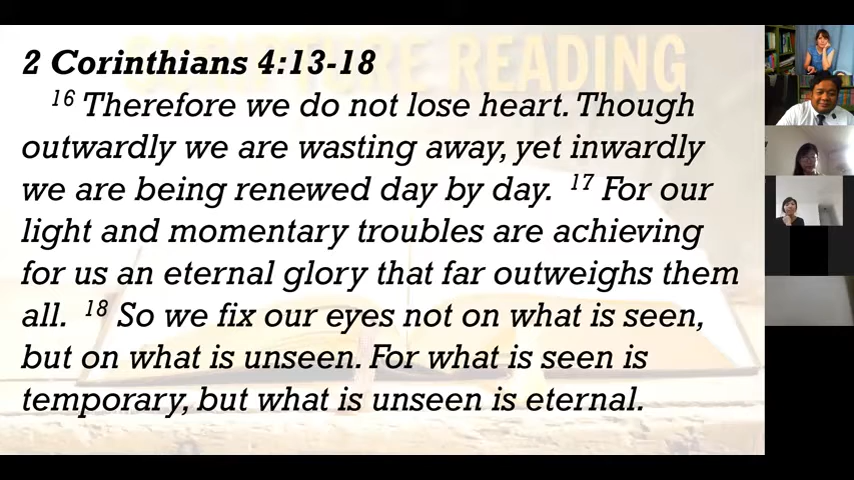 SCRIPTURE READING
2 Corinthians 4:13-18
16 Therefore we do not lose heart. Though
outwardly we are wasting away, yet inwardly
we are being renewed day by day. 17 For our
light and momentary troubles are achieving
for us an eternal glory that far outweighs them
all. 18 So we fix our eyes not on what is seen,
but on what is unseen. For what is seen is
temporary, but what is unseen is eternal.